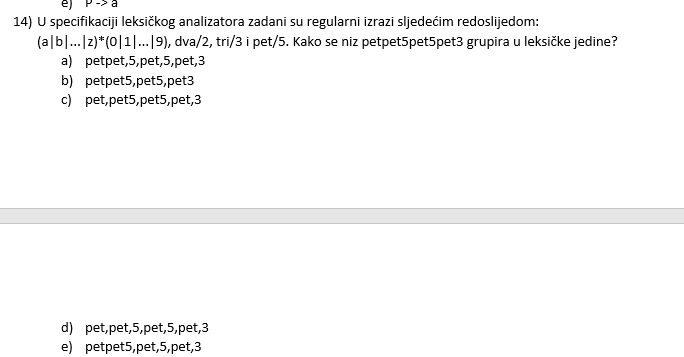 e) P -> a
14) U specifikaciji leksičkog analizatora zadani su regularni izrazi sljedećim redoslijedom:
(a|b|...|z)*(0|1|...|9), dva/2, tri/3 i pet/5. Kako se niz petpet5pet5pet3 grupira u leksičke jedine?
a) petpet,5,pet,5,pet,3
b) petpet5,pet5,pet3
c) pet,pet5,pet5,pet,3
d) pet,pet,5,pet,5,pet,3
e) petpet5,pet,5,pet,3